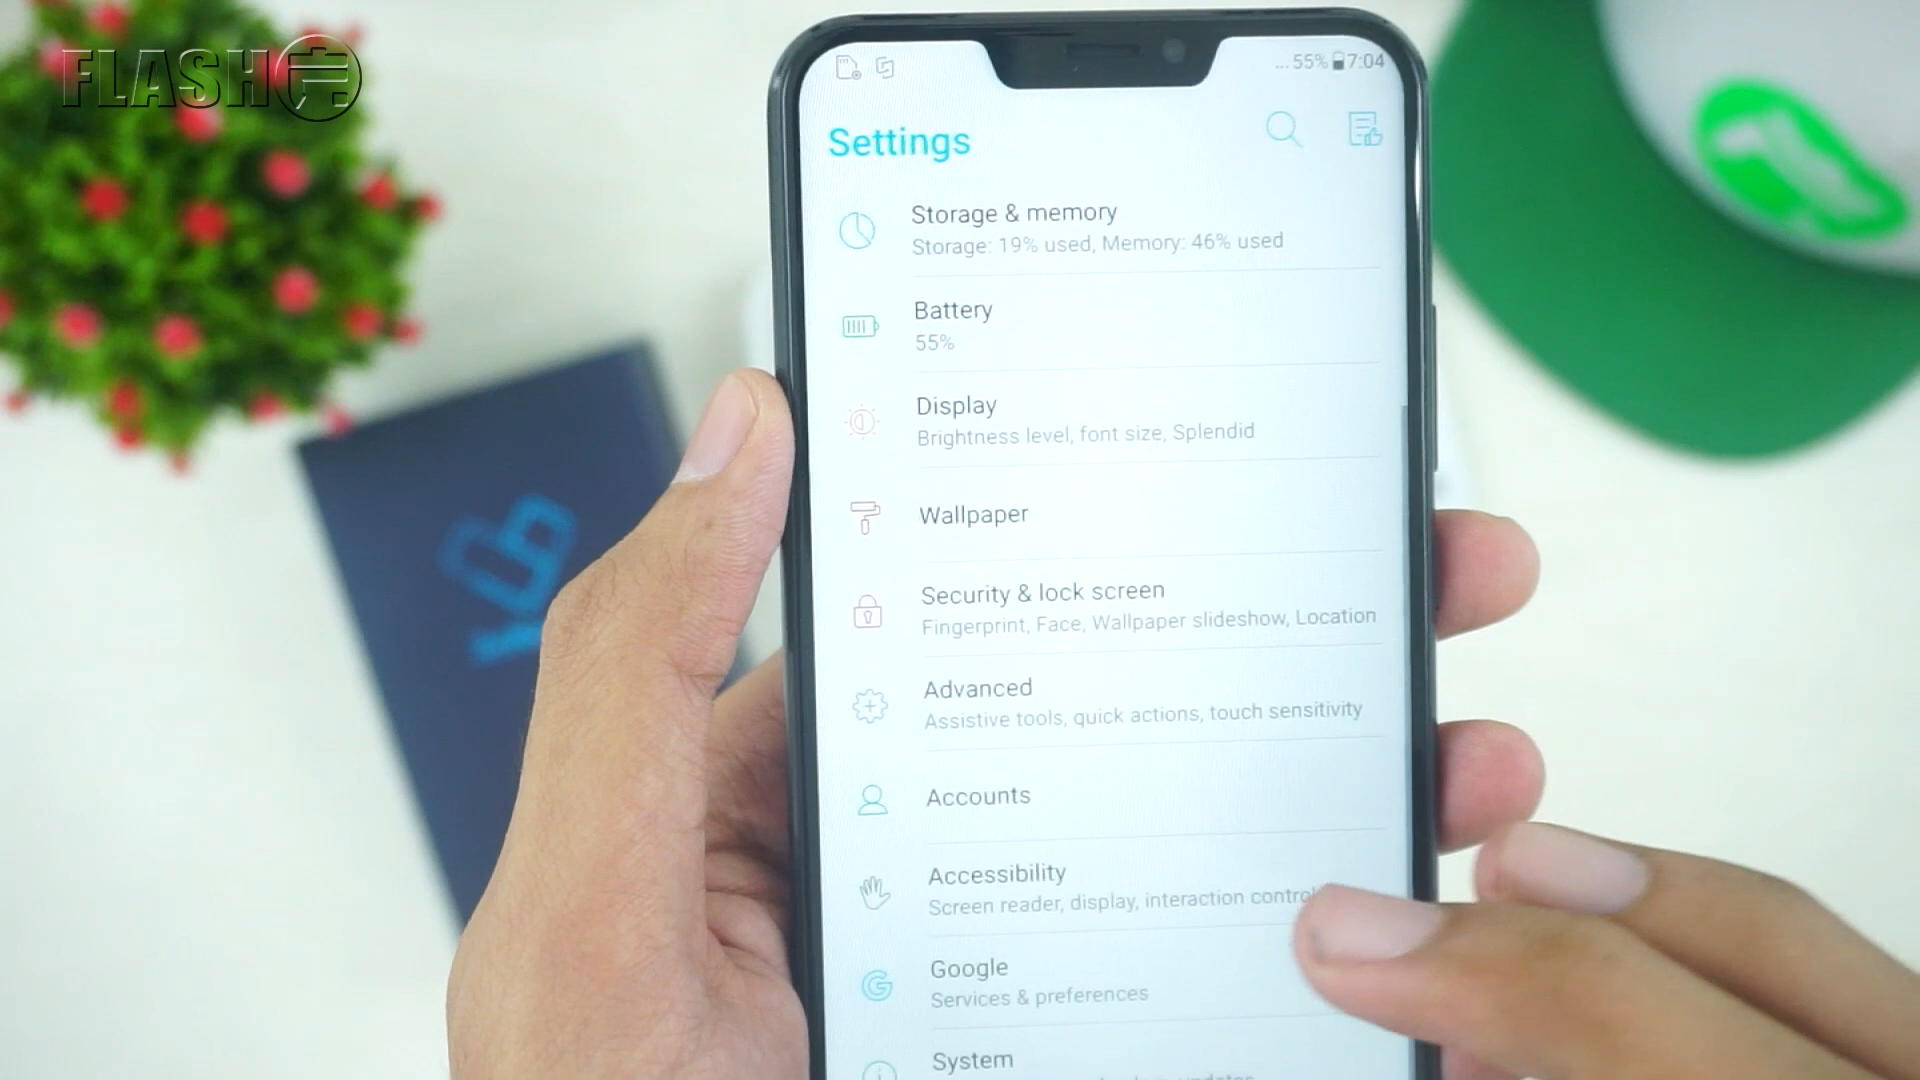 FLASH
... 55% 7:04
Settings
Storage & memory
Storage: 19% used, Memory: 46% used
Battery
55%
Display
Brightness level, font size, Splendid
Wallpaper
Security & lock screen
Fingerprint, Face, Wallpaper slideshow, Location
Advanced
Assistive tools, quick actions, touch sensitivity
Accounts
Accessibility
Screen reader, display, interaction control
Google
Services & preferences
System